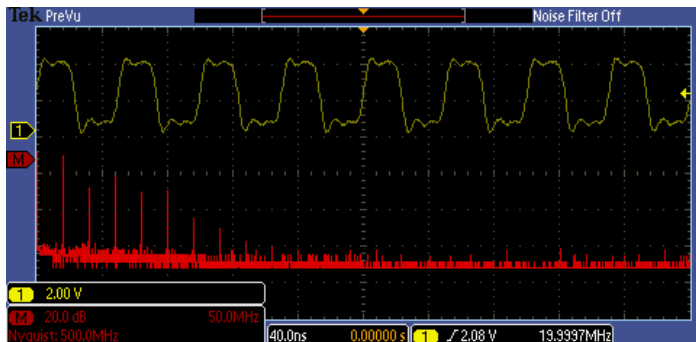 Tek PreVu Noise Filter Off
1
M
1 2.00 V
M 20.0 dB 50.0MHz
Nyquist: 500.0MHz
40.0ns 0.00000 s 1 2.08 V 19.9997MHz